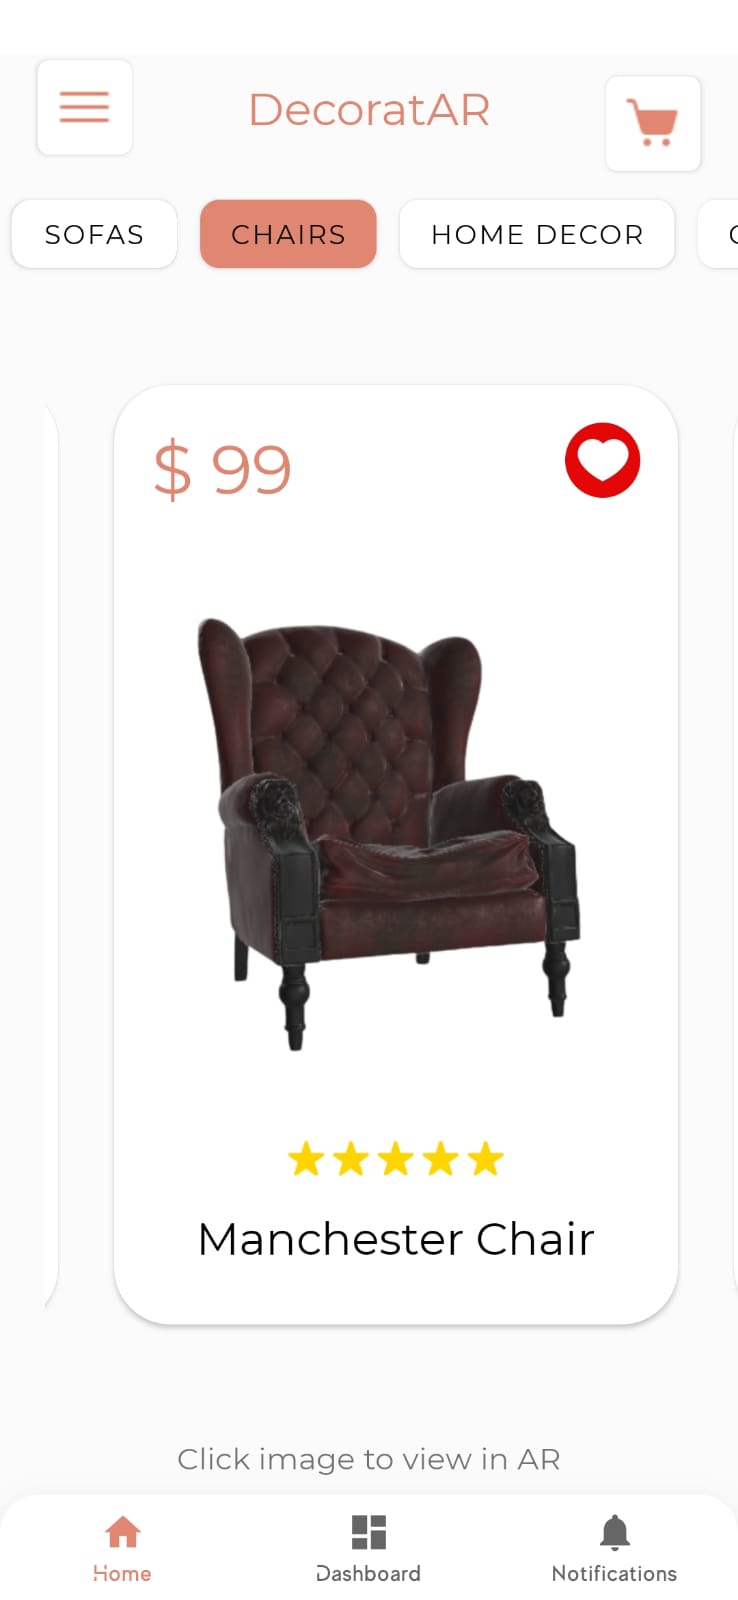 DecoratAR
SOFAS CHAIRS HOME DECOR
$ 99
Manchester Chair
Click image to view in AR
Home Dashboard Notifications